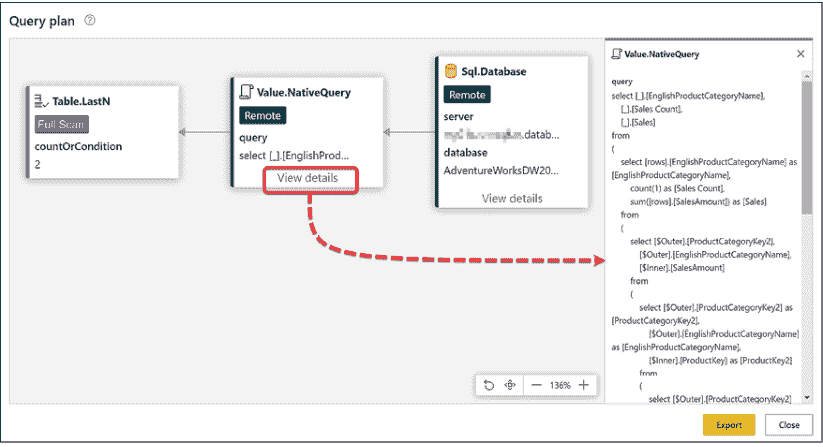 Query plan
Table.LastN
Full Scan
countOrCondition
2
Value.NativeQuery
Remote
query
select [_].[EnglishProd...
View details
Sql.Database
Remote
server
.datab...
database
AdventureWorksDW20...
View details
Value.NativeQuery
query
select [_].[EnglishProductCategoryName],
[_].[Sales Count],
[_].[Sales]
from
(
select [rows].[EnglishProductCategoryName] as
[EnglishProductCategoryName],
count(1) as [Sales Count],
sum([rows].[SalesAmount]) as [Sales]
from
(
select [$Outer].[ProductCategoryKey2],
[$Outer].[EnglishProductCategoryName],
[$Inner].[SalesAmount]
from
(
select [$Outer].[ProductCategoryKey2] as
[ProductCategoryKey2],
[$Outer].[EnglishProductCategoryName]
as [EnglishProductCategoryName],
[$Inner].[ProductKey] as [ProductKey2]
from
(
select [$Outer].[ProductCategoryKey2]
136%
Export
Close